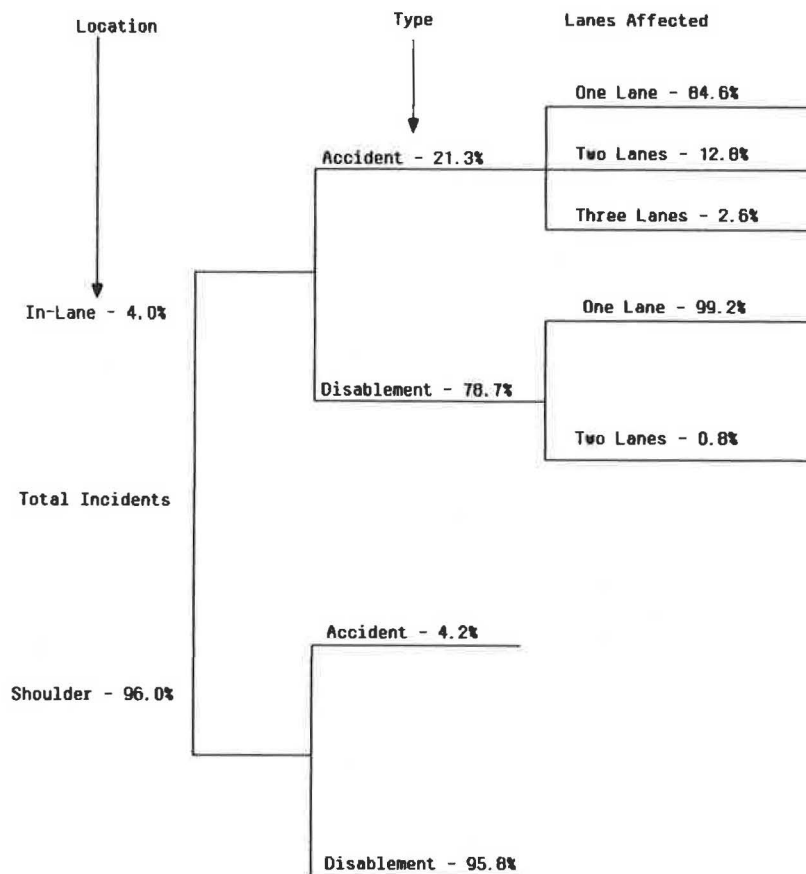 Location
Type
Lanes Affected
One Lane - 84.6%
Accident - 21.3%
Two Lanes - 12.8%
Three Lanes - 2.6%
In-Lane - 4.0%
One Lane - 99.2%
Disablement - 78.7%
Two Lanes - 0.8%
Total Incidents
Accident - 4.2%
Shoulder - 96.0%
Disablement - 95.8%